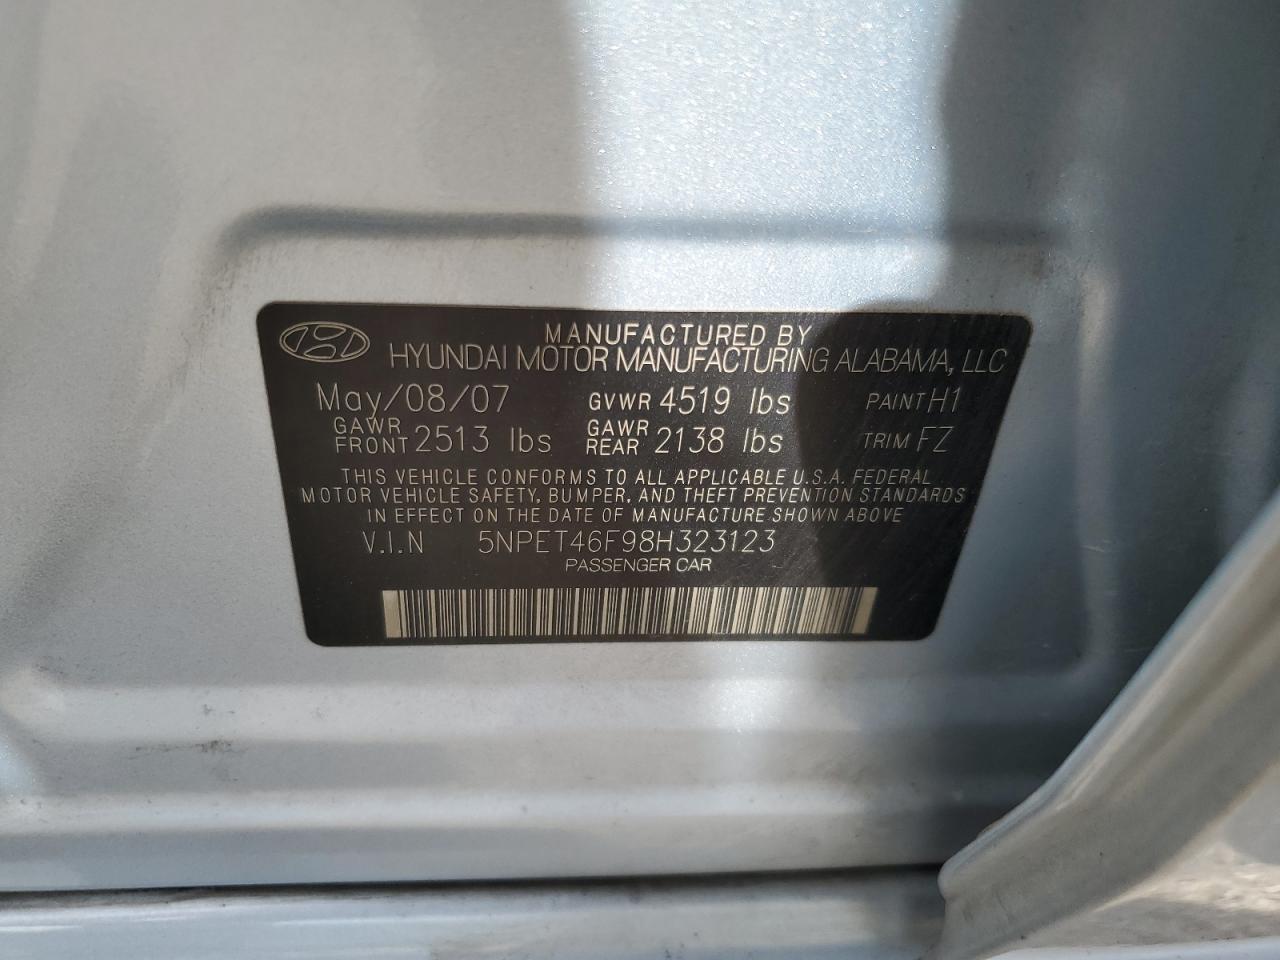 MANUFACTURED BY
HYUNDAI MOTOR MANUFACTURING ALABAMA, LLC
May/08/07 GVWR 4519 lbs PAINT H1
GAWR FRONT 2513 lbs GAWR REAR 2138 lbs TRIM FZ
THIS VEHICLE CONFORMS TO ALL APPLICABLE U.S.A. FEDERAL
MOTOR VEHICLE SAFETY, BUMPER, AND THEFT PREVENTION STANDARDS
IN EFFECT ON THE DATE OF MANUFACTURE SHOWN ABOVE
V.I.N 5NPET46F98H323123
PASSENGER CAR